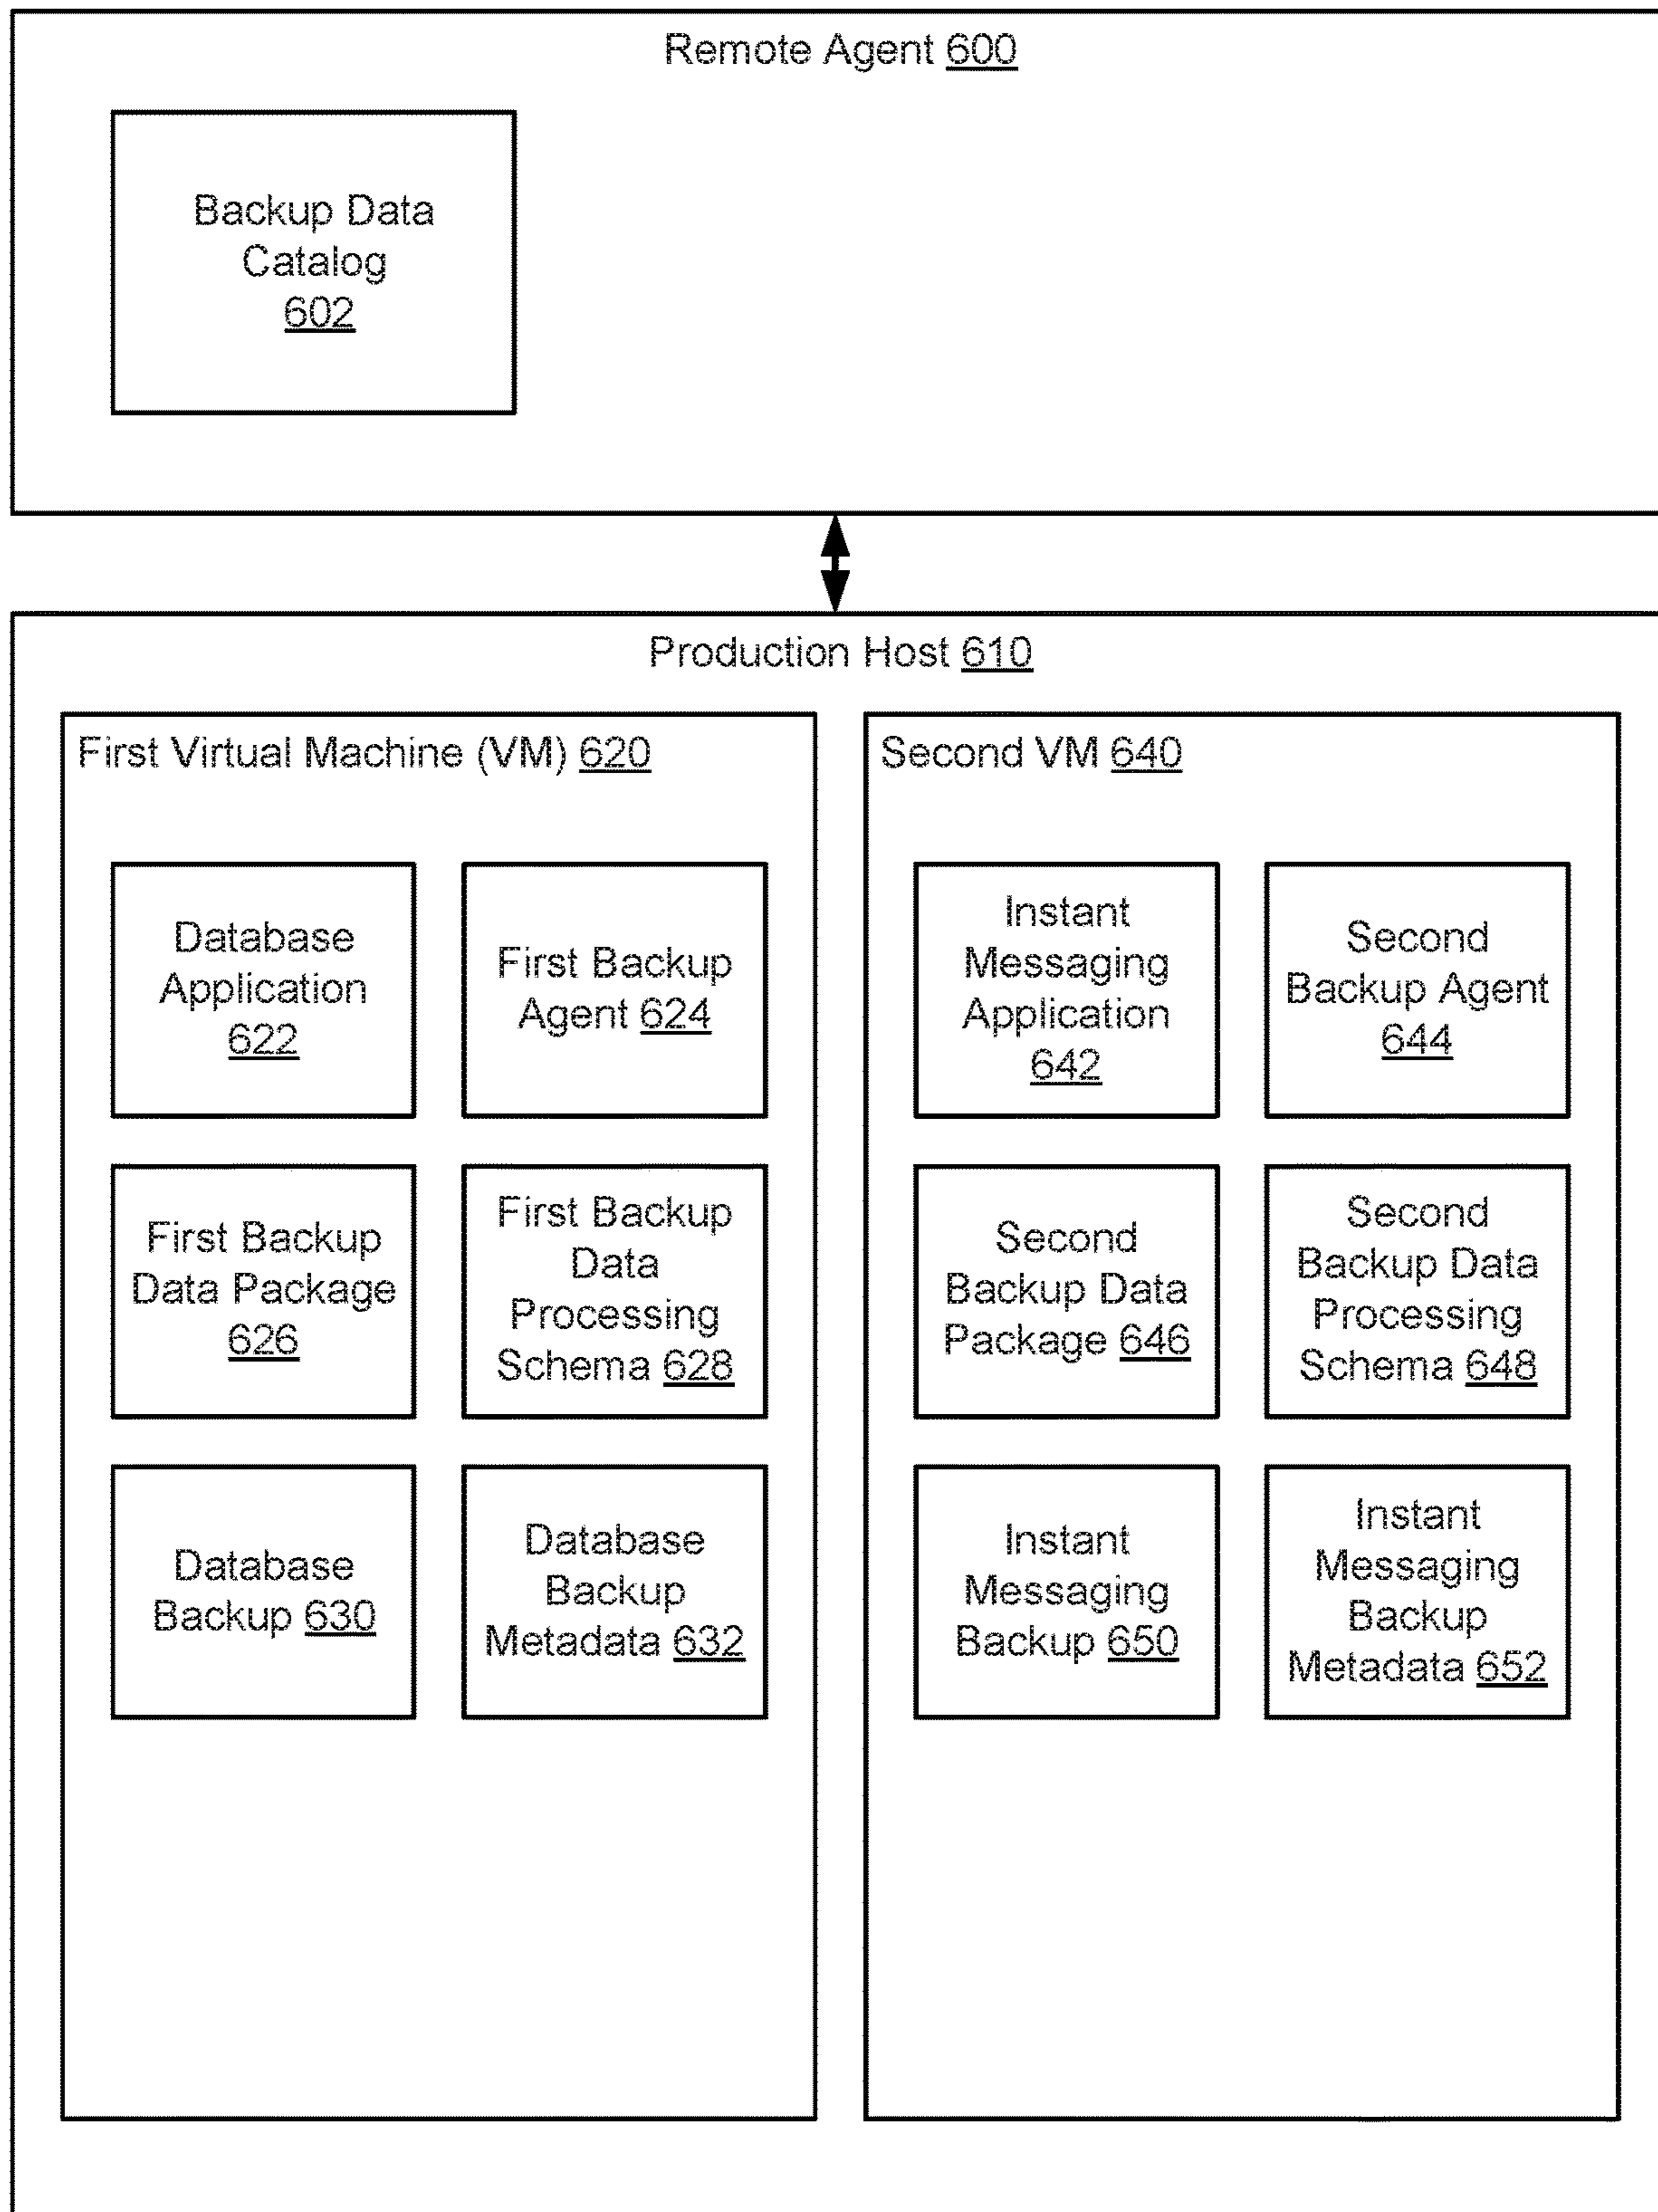 Remote Agent 600
Backup Data
Catalog
602
Production Host 610
First Virtual Machine (VM) 620
Database
Application
622
First Backup
Agent 624
First Backup
Data Package
626
First Backup
Data
Processing
Schema 628
Database
Backup 630
Database
Backup
Metadata 632
Second VM 640
Instant
Messaging
Application
642
Second
Backup Agent
644
Second
Backup Data
Package 646
Second
Backup Data
Processing
Schema 648
Instant
Messaging
Backup 650
Instant
Messaging
Backup
Metadata 652